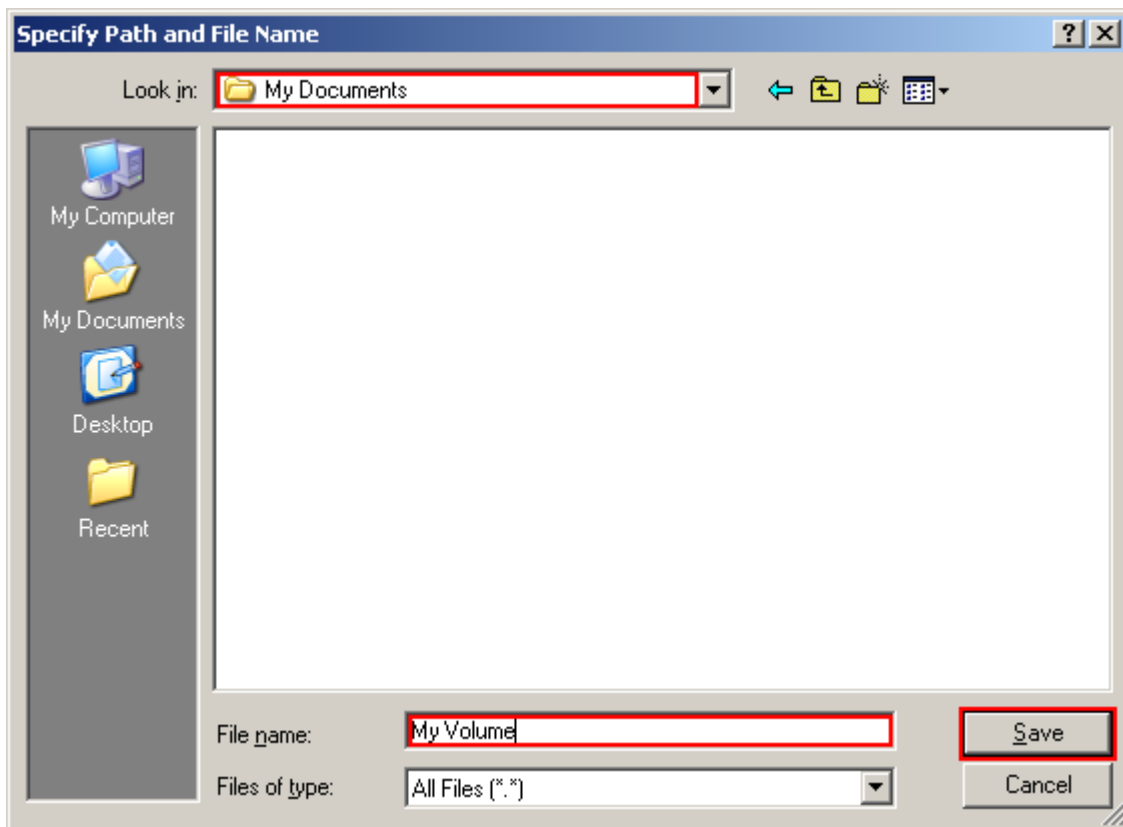 Specify Path and File Name
Look in: My Documents
My Computer
My Documents
Desktop
Recent
File name: My Volume Save
Files of type: All Files (*.*) Cancel